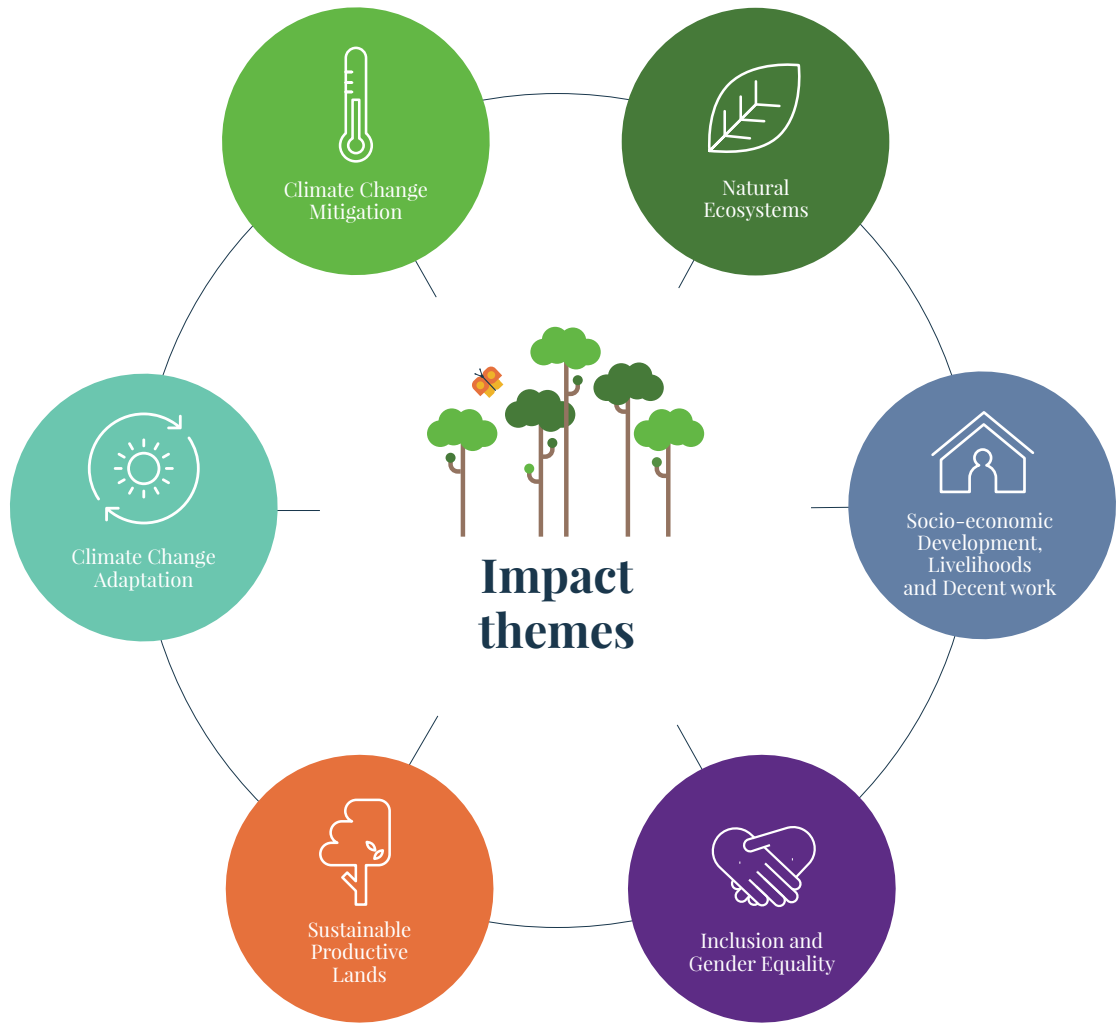 Climate Change
Mitigation
Natural
Ecosystems
Climate Change
Adaptation
Socio-economic
Development,
Livelihoods
and Decent work
Impact
themes
Sustainable
Productive
Lands
Inclusion and
Gender Equality